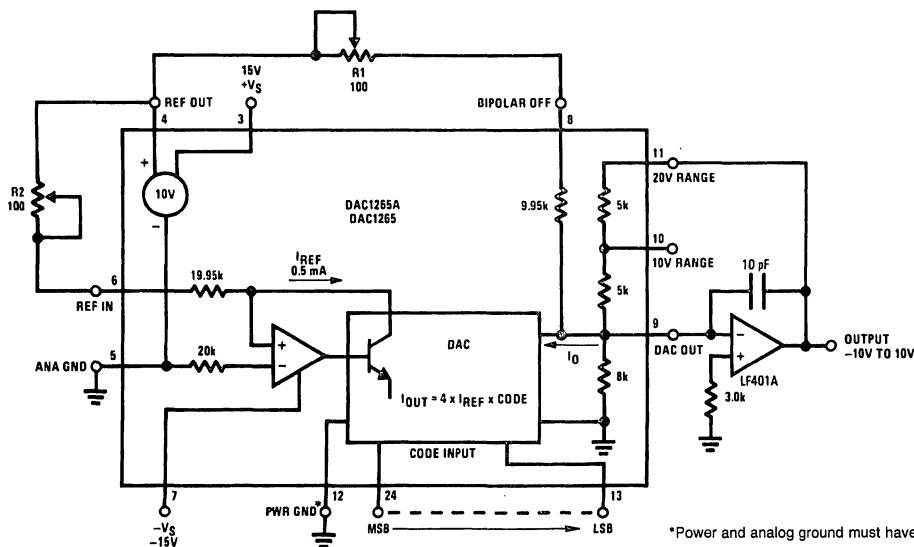 R1
100
15V
+VS
REF OUT
BIPOLAR OFF
4
3
8
11
20V RANGE
+
10V
−
R2
100
DAC1265A
DAC1265
9.95k
5k
10
10V RANGE
IREF
0.5 mA
5k
10 pF
6
19.95k
REF IN
9
DAC OUT
DAC
IO
−
+
OUTPUT
−10V TO 10V
LF401A
5
ANA GND
20k
+
−
8k
3.0k
IOUT = 4 x IREF x CODE
CODE INPUT
7
12
24
13
−VS
−15V
PWR GND*
MSB
LSB
*Power and analog ground must have